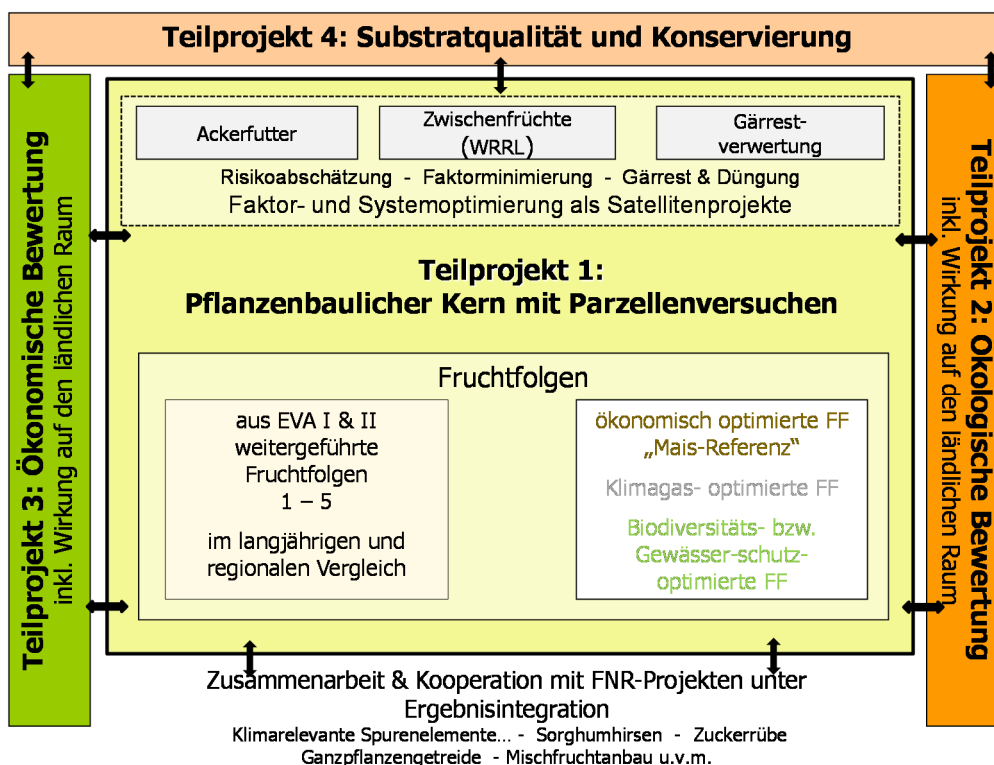 Teilprojekt 4: Substratqualität und Konservierung
Teilprojekt 3: Ökonomische Bewertung
inkl. Wirkung auf den ländlichen Raum
Ackerfutter
Zwischenfrüchte
(WRRL)
Gärrest-
verwertung
Risikoabschätzung - Faktorminimierung - Gärrest & Düngung
Faktor- und Systemoptimierung als Satellitenprojekte
Teilprojekt 1:
Pflanzenbaulicher Kern mit Parzellenversuchen
Fruchtfolgen
aus EVA I & II
weitergeführte
Fruchtfolgen
1 – 5
im langjährigen und
regionalen Vergleich
ökonomisch optimierte FF
„Mais-Referenz“
Klimagas- optimierte FF
Biodiversitäts- bzw.
Gewässer-schutz-
optimierte FF
Teilprojekt 2: Ökologische Bewertung
inkl. Wirkung auf den ländlichen Raum
Zusammenarbeit & Kooperation mit FNR-Projekten unter
Ergebnisintegration
Klimarelevante Spurenelemente... - Sorghumhirsen - Zuckerrübe
Ganzpflanzengetreide - Mischfruchtanbau u.v.m.